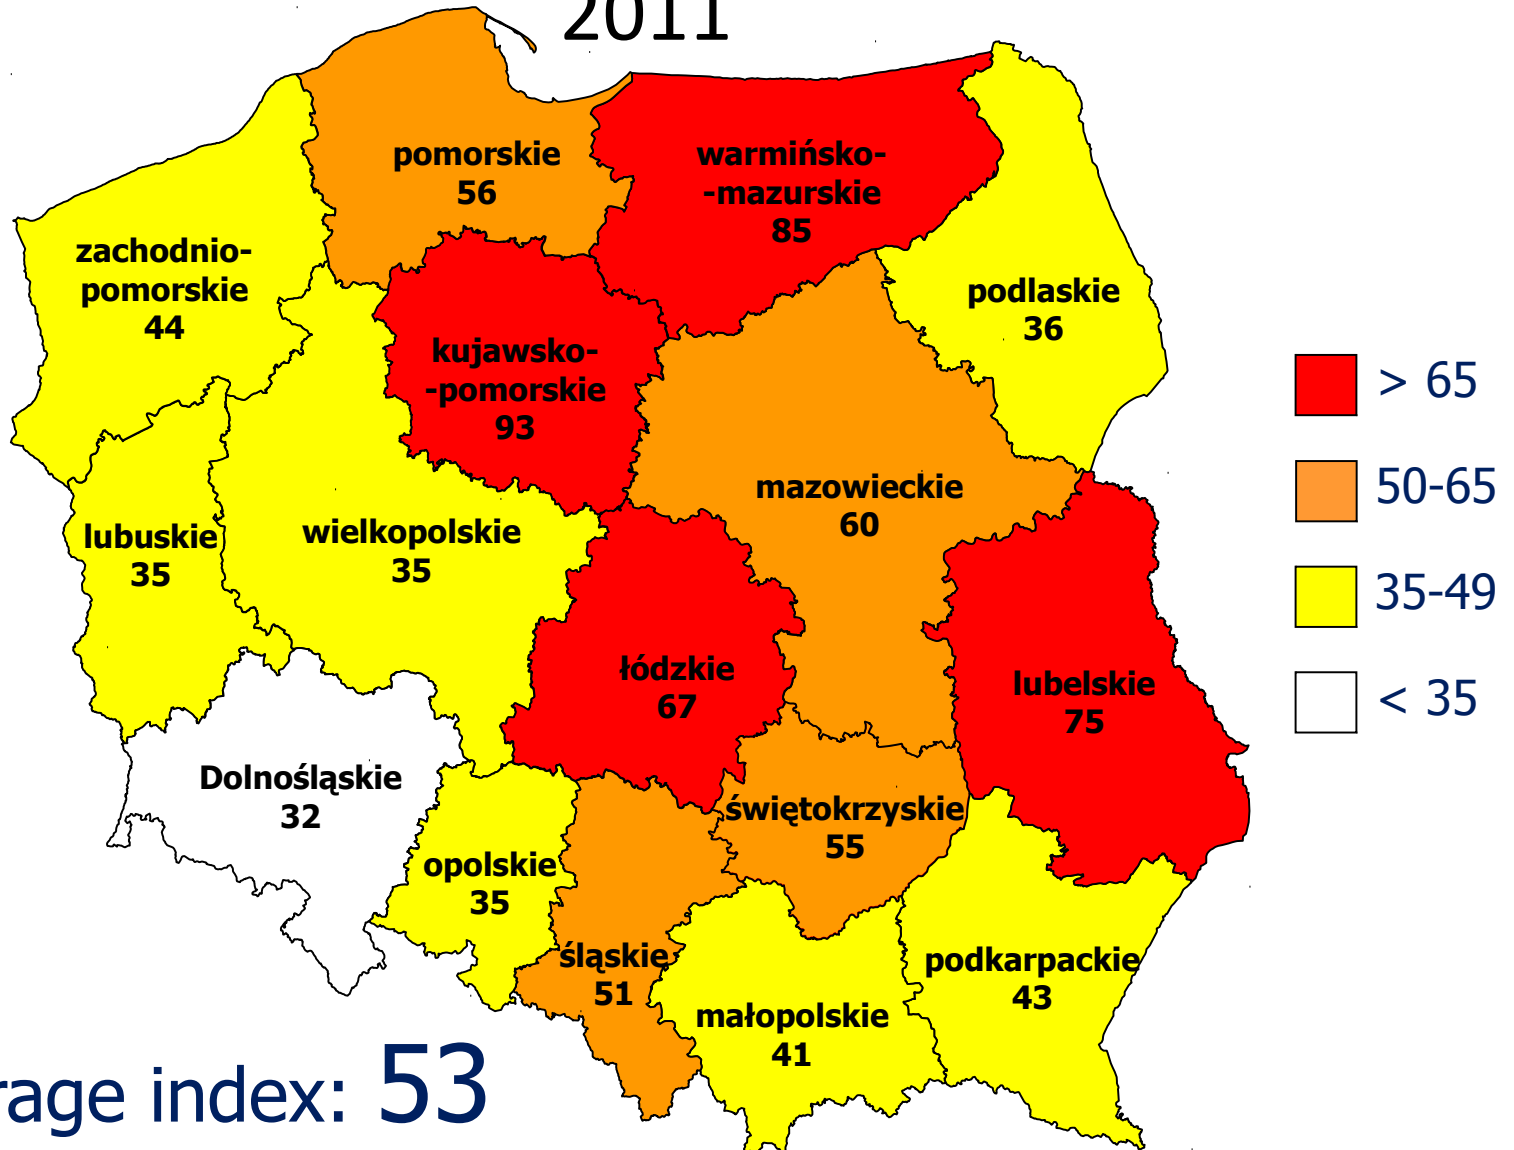 2011
pomorskie
56
warmińsko-
-mazurskie
85
zachodnio-
pomorskie
44
podlaskie
36
kujawsko-
-pomorskie
93
> 65
50-65
35-49
< 35
mazowieckie
60
lubuskie
35
wielkopolskie
35
łódzkie
67
lubelskie
75
Dolnośląskie
32
świętokrzyskie
55
opolskie
35
śląskie
51
podkarpackie
43
małopolskie
41
rage index: 53